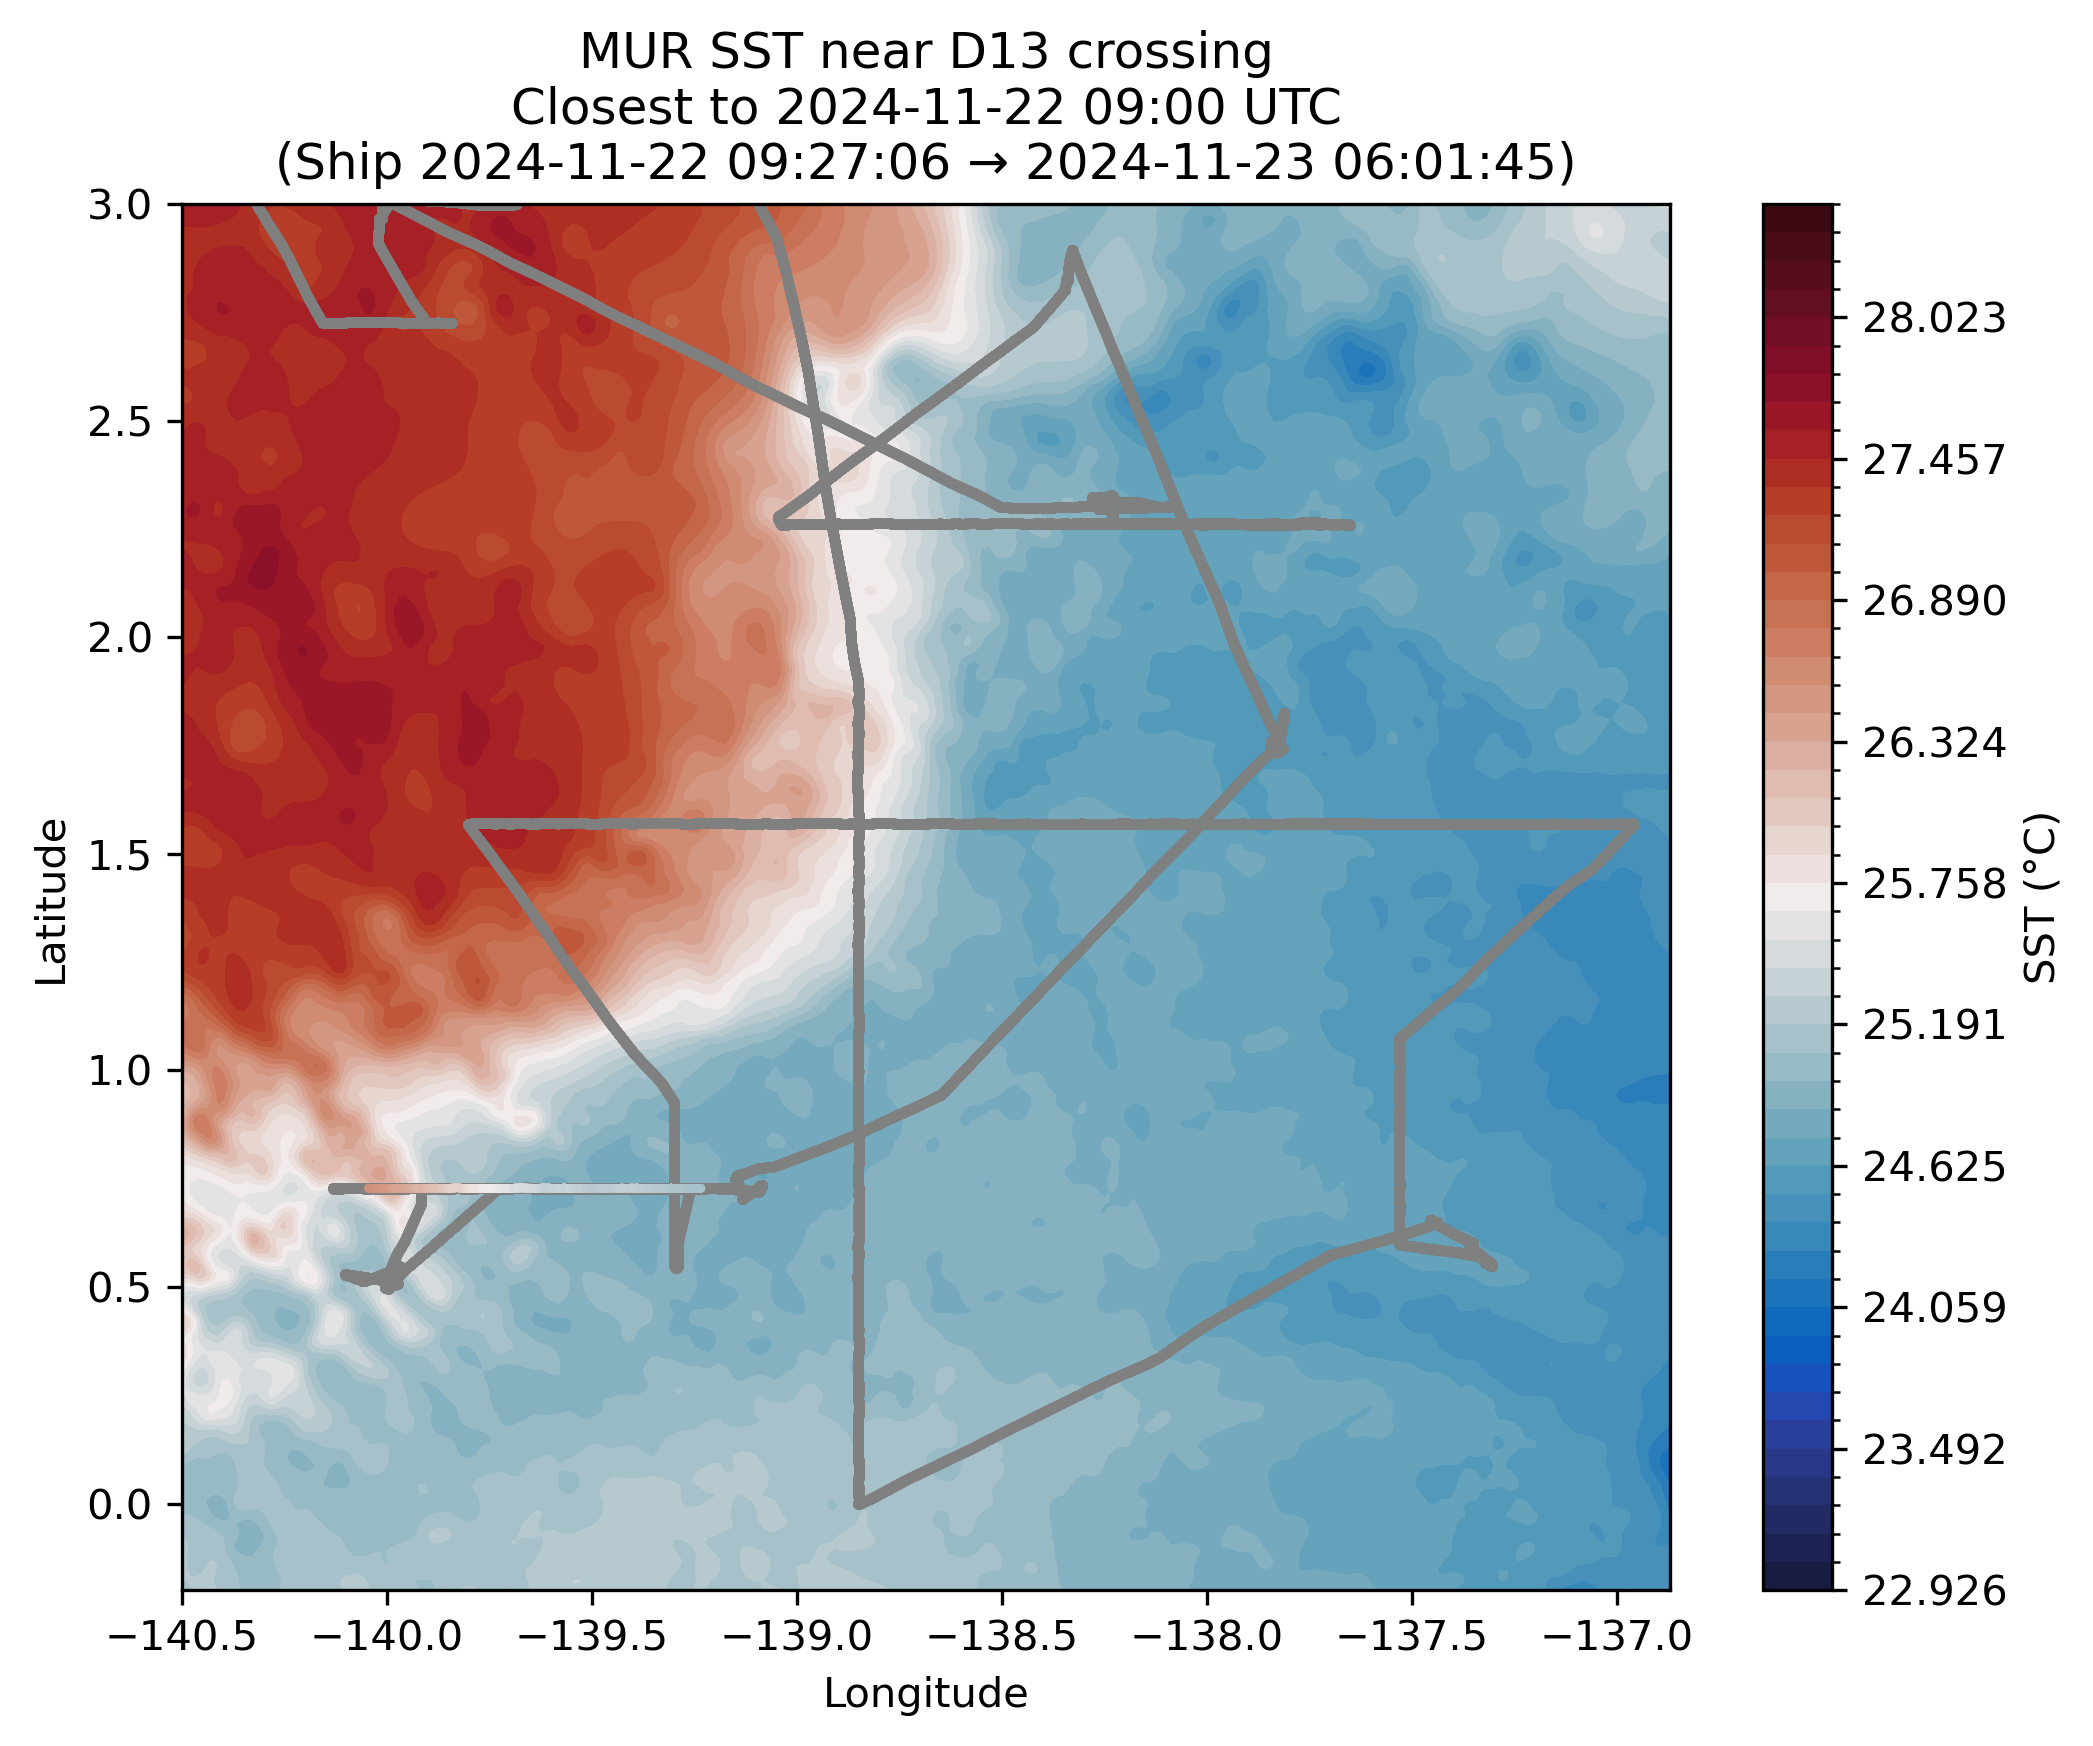 MUR SST near D13 crossing
Closest to 2024-11-22 09:00 UTC
(Ship 2024-11-22 09:27:06 → 2024-11-23 06:01:45)
3.0
2.5
2.0
1.5
1.0
0.5
0.0
Latitude
−140.5 −140.0 −139.5 −139.0 −138.5 −138.0 −137.5 −137.0
Longitude
28.023
27.457
26.890
26.324
25.758
25.191
24.625
24.059
23.492
22.926
SST (°C)